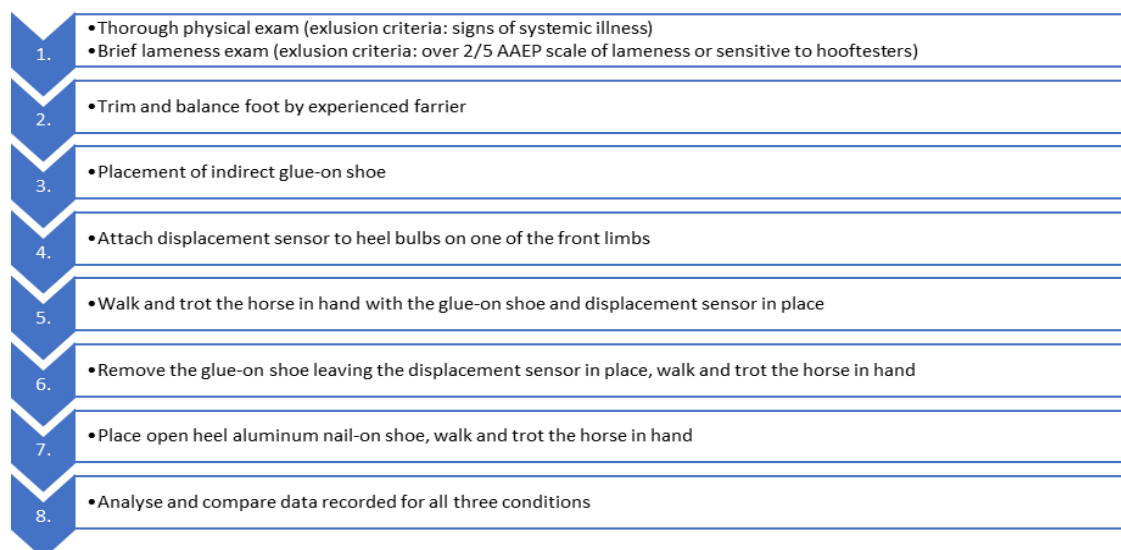 1.
•Thorough physical exam (exlusion criteria: signs of systemic illness)
•Brief lameness exam (exlusion criteria: over 2/5 AAEP scale of lameness or sensitive to hooftesters)
2.
•Trim and balance foot by experienced farrier
3.
•Placement of indirect glue-on shoe
4.
•Attach displacement sensor to heel bulbs on one of the front limbs
5.
•Walk and trot the horse in hand with the glue-on shoe and displacement sensor in place
6.
•Remove the glue-on shoe leaving the displacement sensor in place, walk and trot the horse in hand
7.
•Place open heel aluminum nail-on shoe, walk and trot the horse in hand
8.
•Analyse and compare data recorded for all three conditions